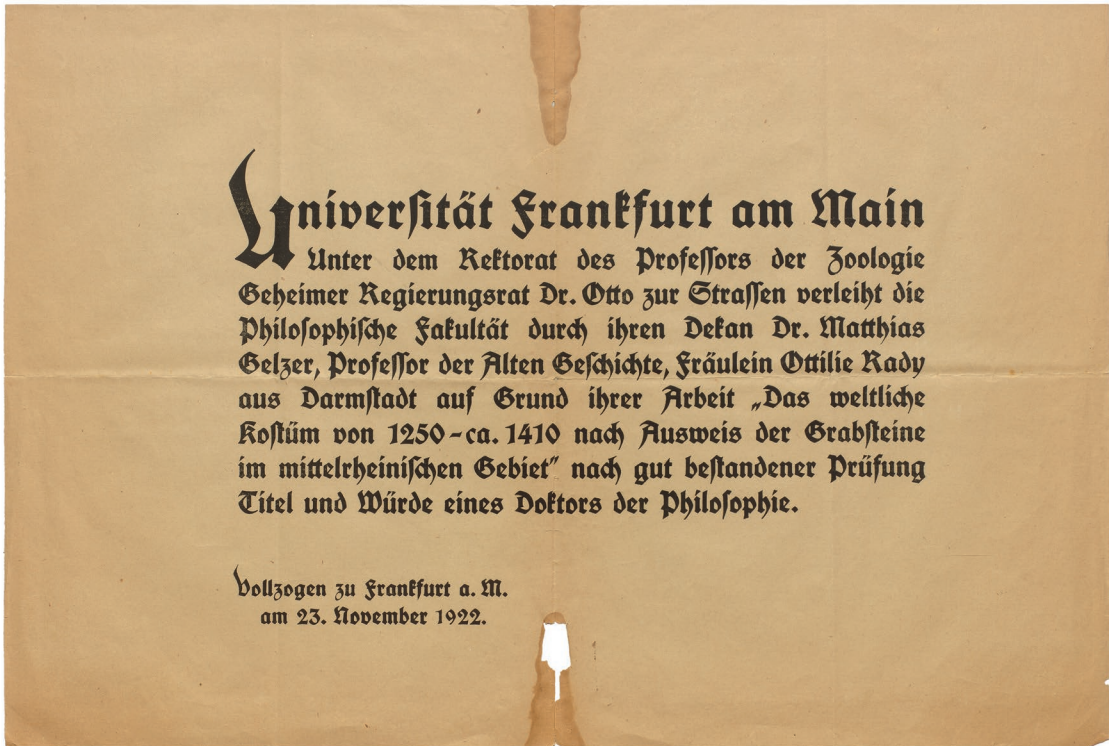 Universität Frankfurt am Main
Unter dem Rektorat des Professors der Zoologie
Geheimer Regierungsrat Dr. Otto zur Strassen verleiht die
Philosophische Fakultät durch ihren Dekan Dr. Matthias
Gelzer, Professor der Alten Geschichte, Fräulein Ottilie Rady
aus Darmstadt auf Grund ihrer Arbeit „Das weltliche
Kostüm von 1250-ca. 1410 nach Ausweis der Grabsteine
im mittelrheinischen Gebiet“ nach gut bestandener Prüfung
Titel und Würde eines Doktors der Philosophie.
Vollzogen zu Frankfurt a. M.
am 23. November 1922.